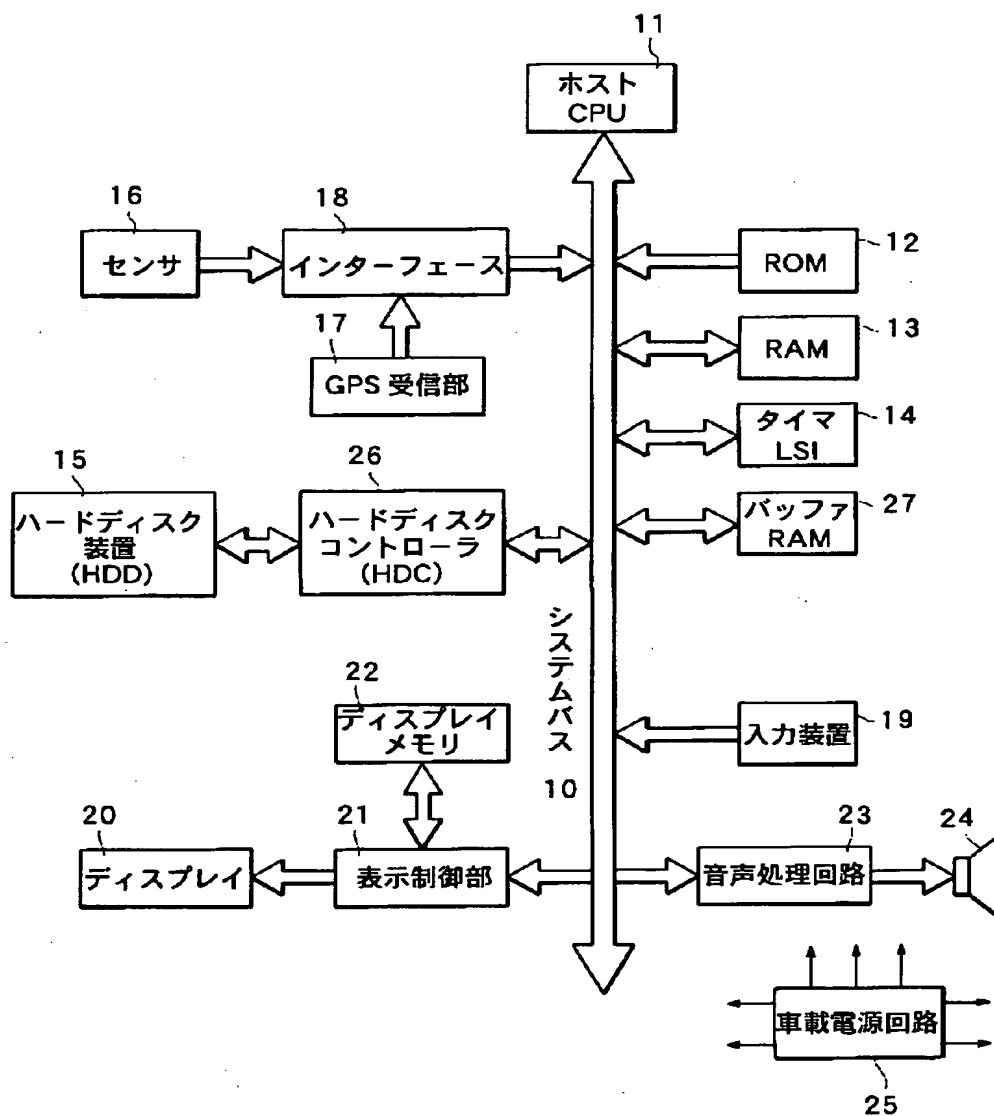 11
ホスト
CPU
16
センサ
18
インターフェース
12
ROM
17
GPS 受信部
13
RAM
14
タイマ
LSI
15
ハードディスク
装置
(HDD)
26
ハードディスク
コントローラ
(HDC)
27
バッファ
RAM
システムバス
10
22
ディスプレイ
メモリ
19
入力装置
20
ディスプレイ
21
表示制御部
23
音声処理回路
24
車載電源回路
25